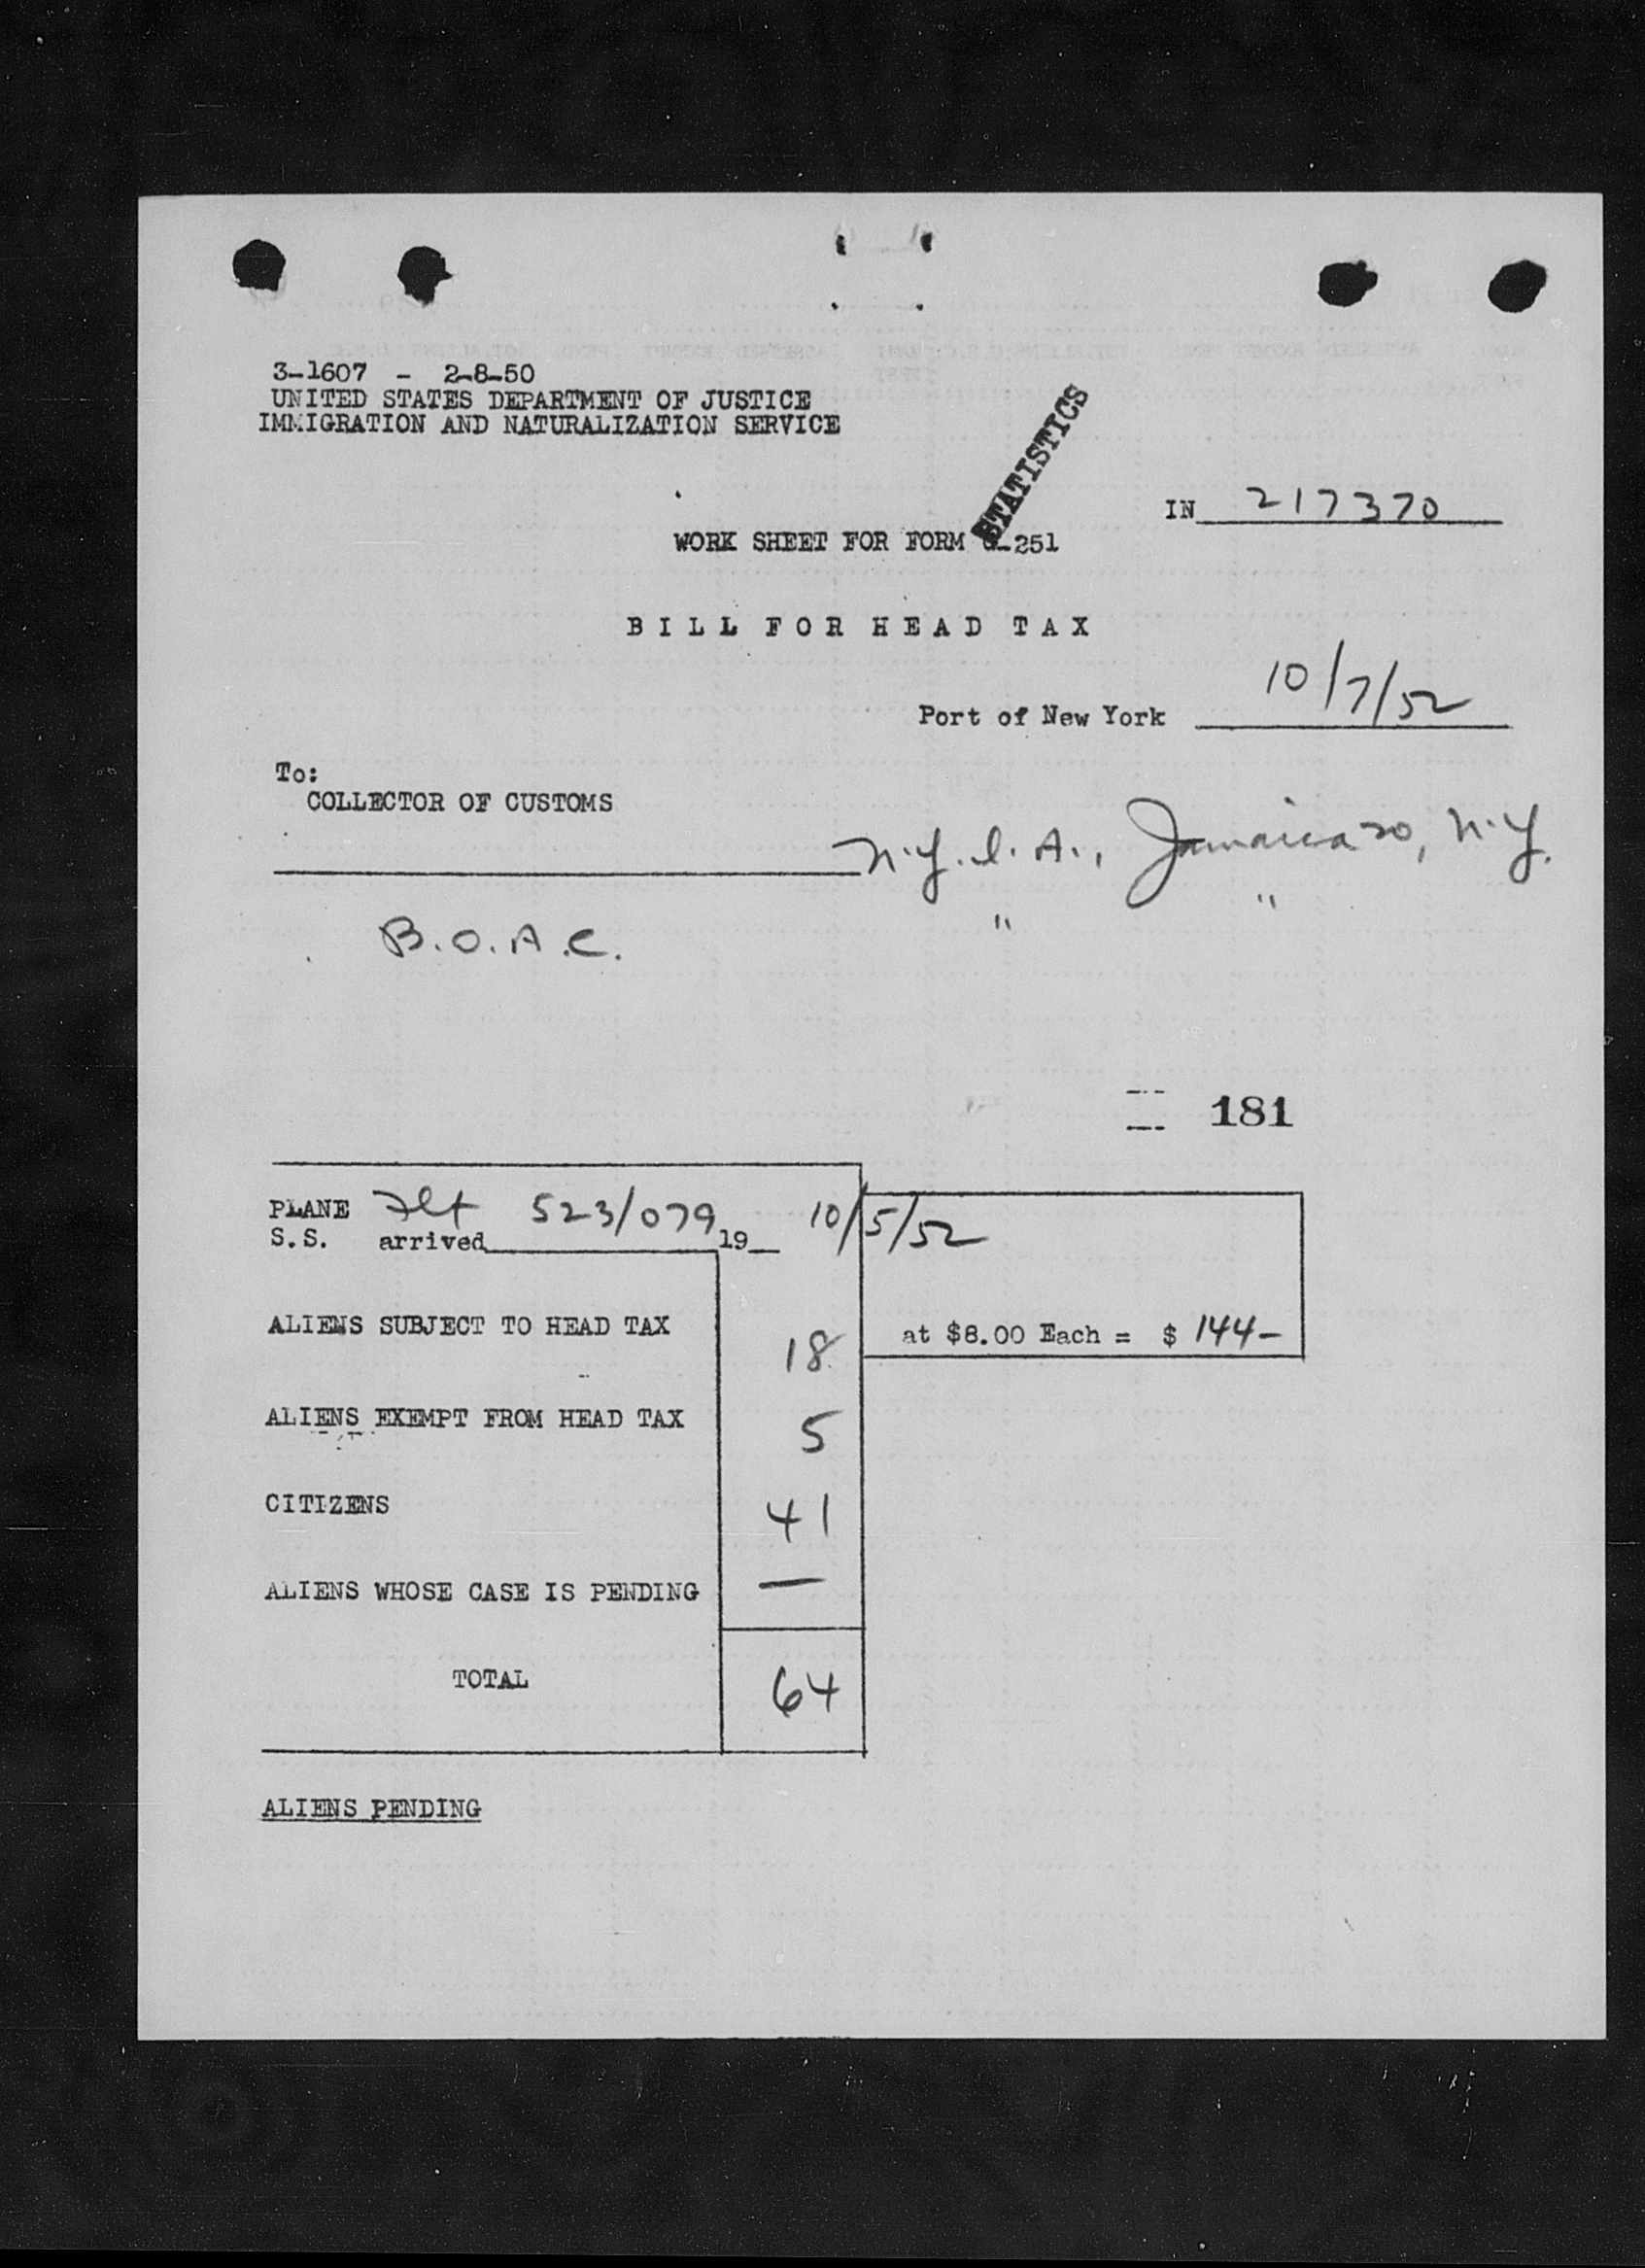 3-1607 - 2-8-50
UNITED STATES DEPARTMENT OF JUSTICE
IMMIGRATION AND NATURALIZATION SERVICE
STATISTICS
IN 217370
WORK SHEET FOR FORM -251
BILL FOR HEAD TAX
Port of New York 10/7/52
To:
COLLECTOR OF CUSTOMS
N.Y.I.A., Jamaica 20, N.Y.
B.O.A.C. " "
181
PLANE Flt 523/079 10/5/52
S.S. arrived 19
ALIENS SUBJECT TO HEAD TAX 18 at $8.00 Each = $ 144-
ALIENS EXEMPT FROM HEAD TAX 5
CITIZENS 41
ALIENS WHOSE CASE IS PENDING —
TOTAL 64
ALIENS PENDING